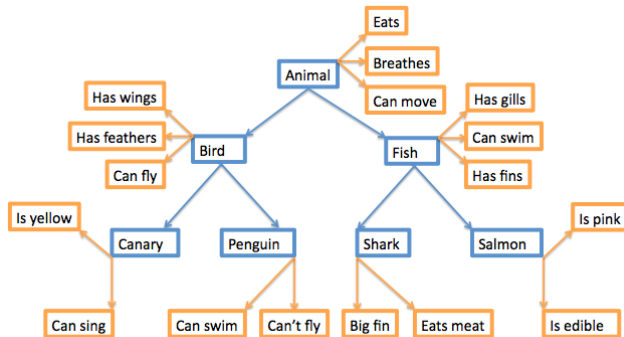 Eats
Animal
Breathes
Can move
Has wings
Has feathers
Can fly
Bird
Fish
Has gills
Can swim
Has fins
Is yellow
Canary
Can sing
Penguin
Can swim
Can't fly
Shark
Big fin
Eats meat
Salmon
Is pink
Is edible